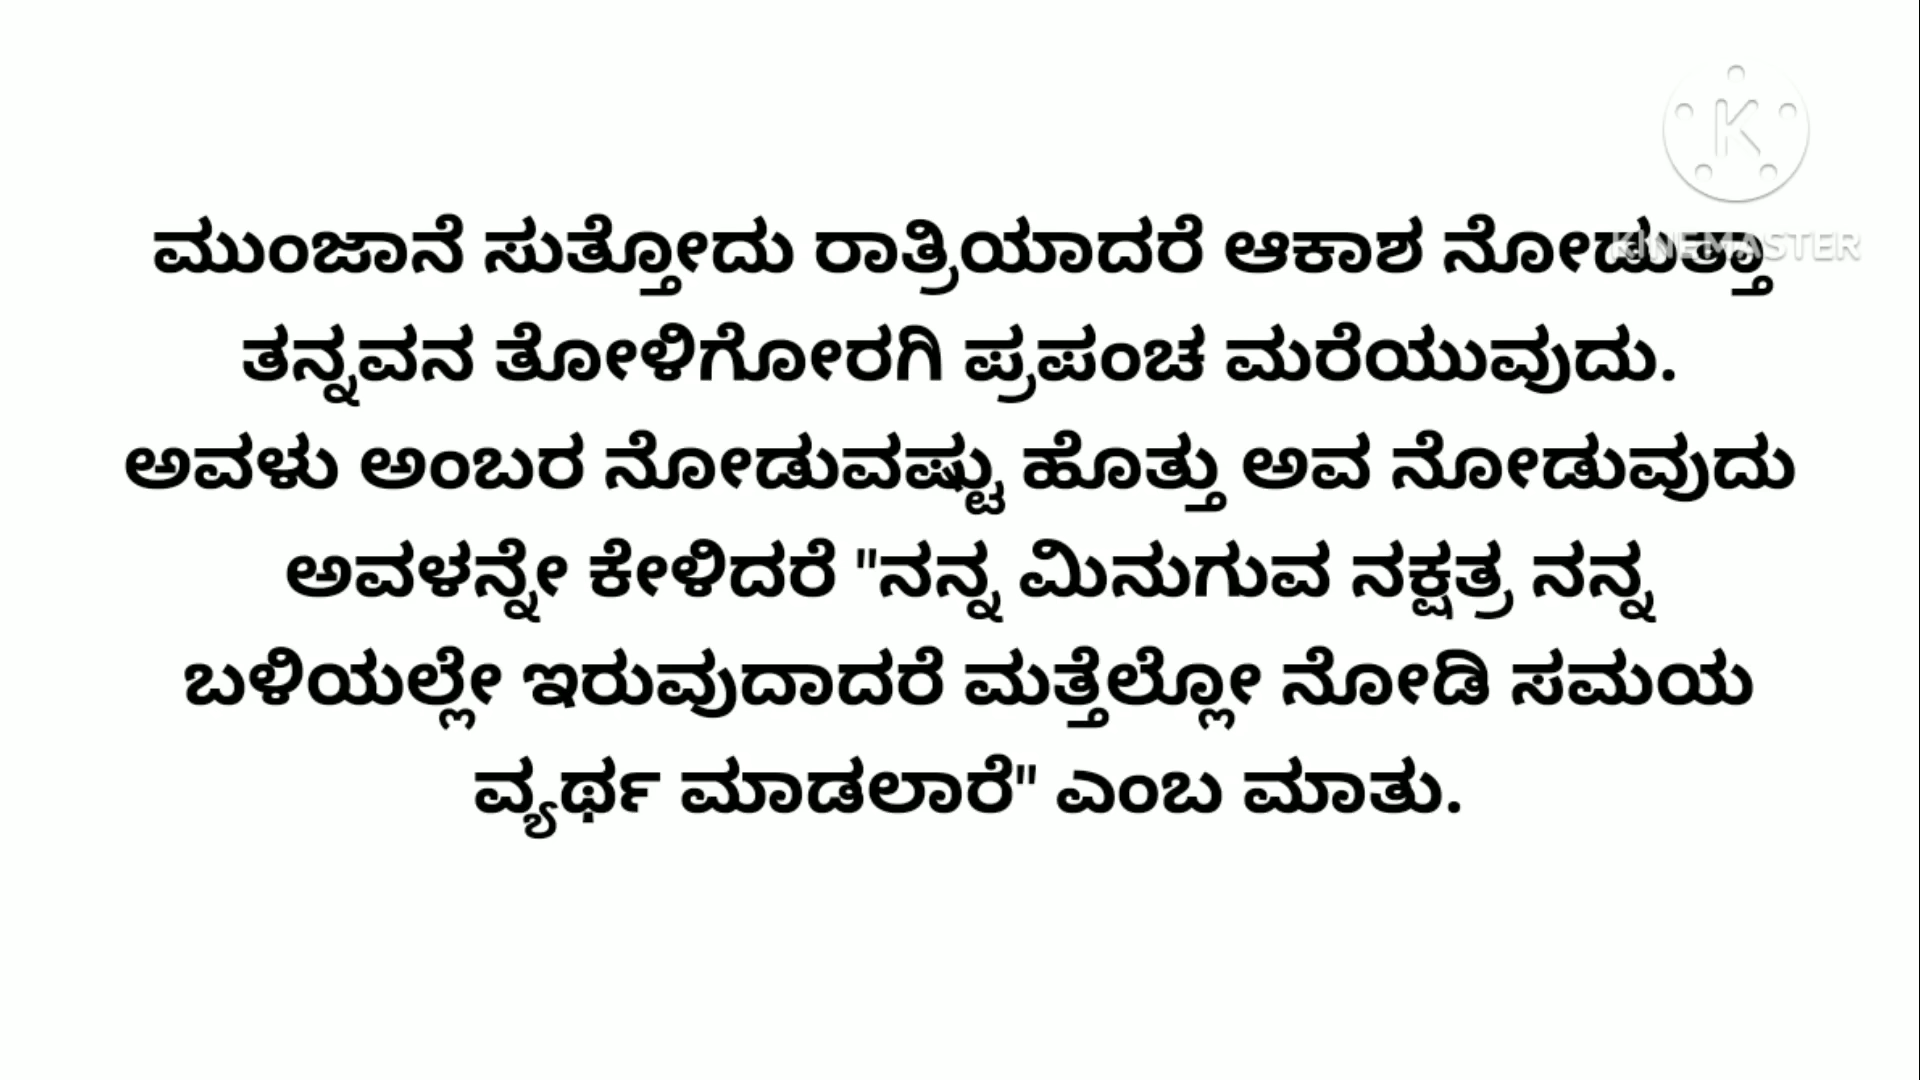 ಮುಂಜಾನೆ ಸುತ್ತೋದು ರಾತ್ರಿಯಾದರೆ ಆಕಾಶ ನೋಡುತ್ತಾ
ತನ್ನವನ ತೋಳಿಗೋರಗಿ ಪ್ರಪಂಚ ಮರೆಯುವುದು.
ಅವಳು ಅಂಬರ ನೋಡುವಷ್ಟು ಹೊತ್ತು ಅವ ನೋಡುವುದು
ಅವಳನ್ನೇ ಕೇಳಿದರೆ "ನನ್ನ ಮಿನುಗುವ ನಕ್ಷತ್ರ ನನ್ನ
ಬಳಿಯಲ್ಲೇ ಇರುವುದಾದರೆ ಮತ್ತೆಲ್ಲೋ ನೋಡಿ ಸಮಯ
ವ್ಯರ್ಥ ಮಾಡಲಾರೆ" ಎಂಬ ಮಾತು.
K
KINEMASTER